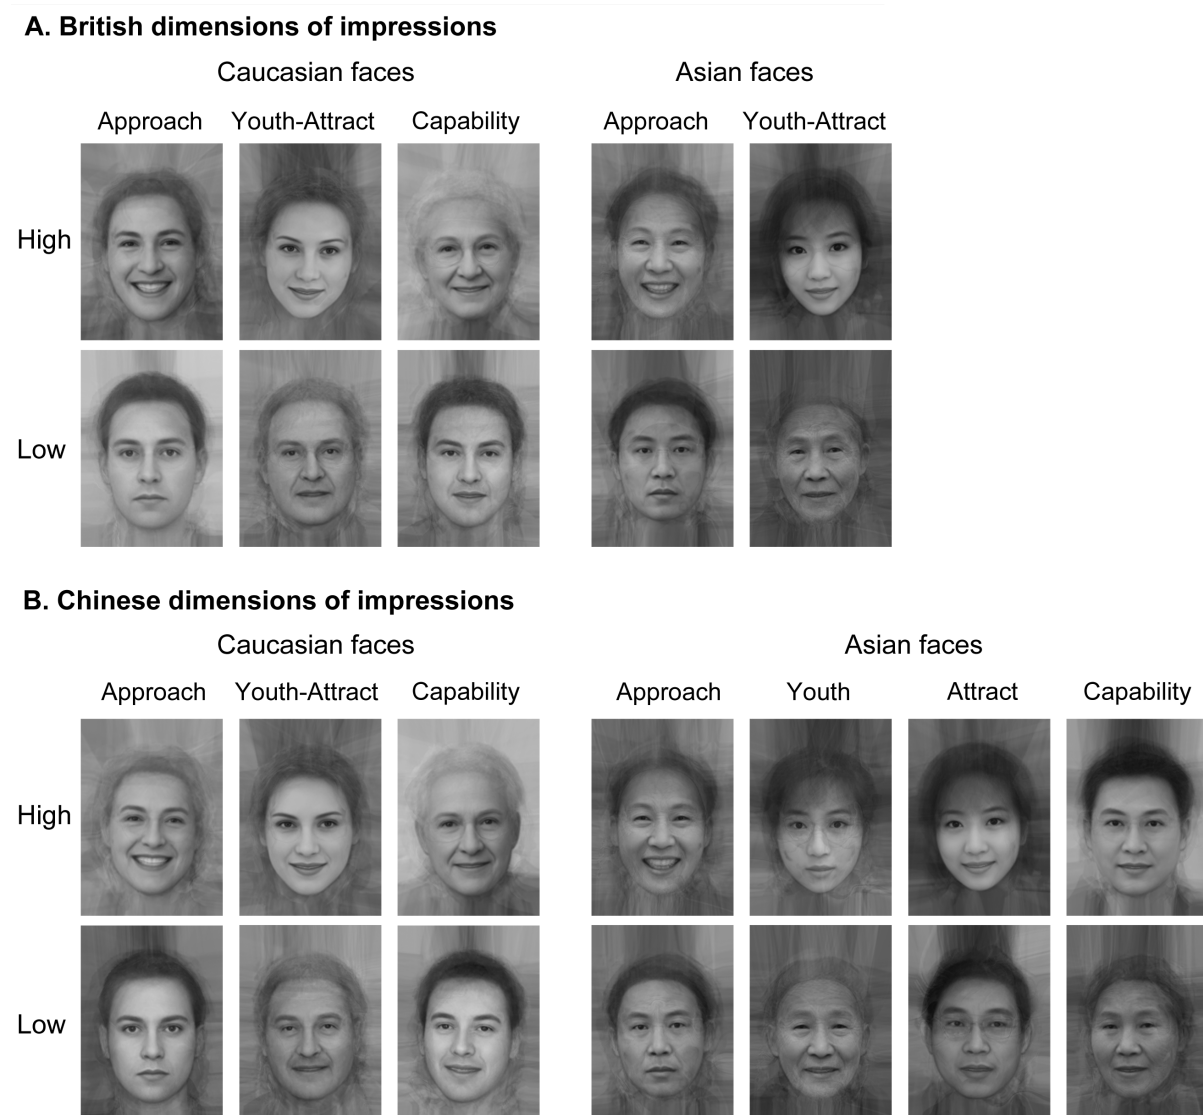 A. British dimensions of impressions
Caucasian faces Asian faces
Approach Youth-Attract Capability Approach Youth-Attract
High
Low
B. Chinese dimensions of impressions
Caucasian faces Asian faces
Approach Youth-Attract Capability Approach Youth Attract Capability
High
Low